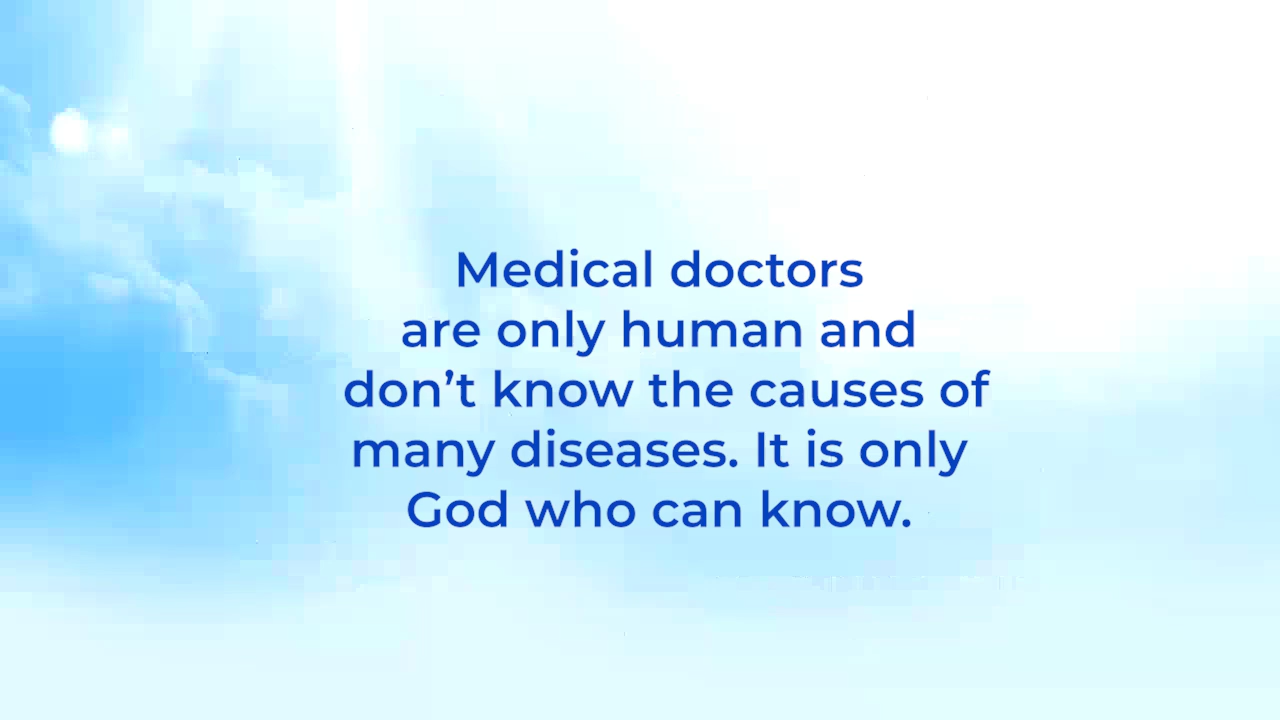 Medical doctors
are only human and
don’t know the causes of
many diseases. It is only
God who can know.